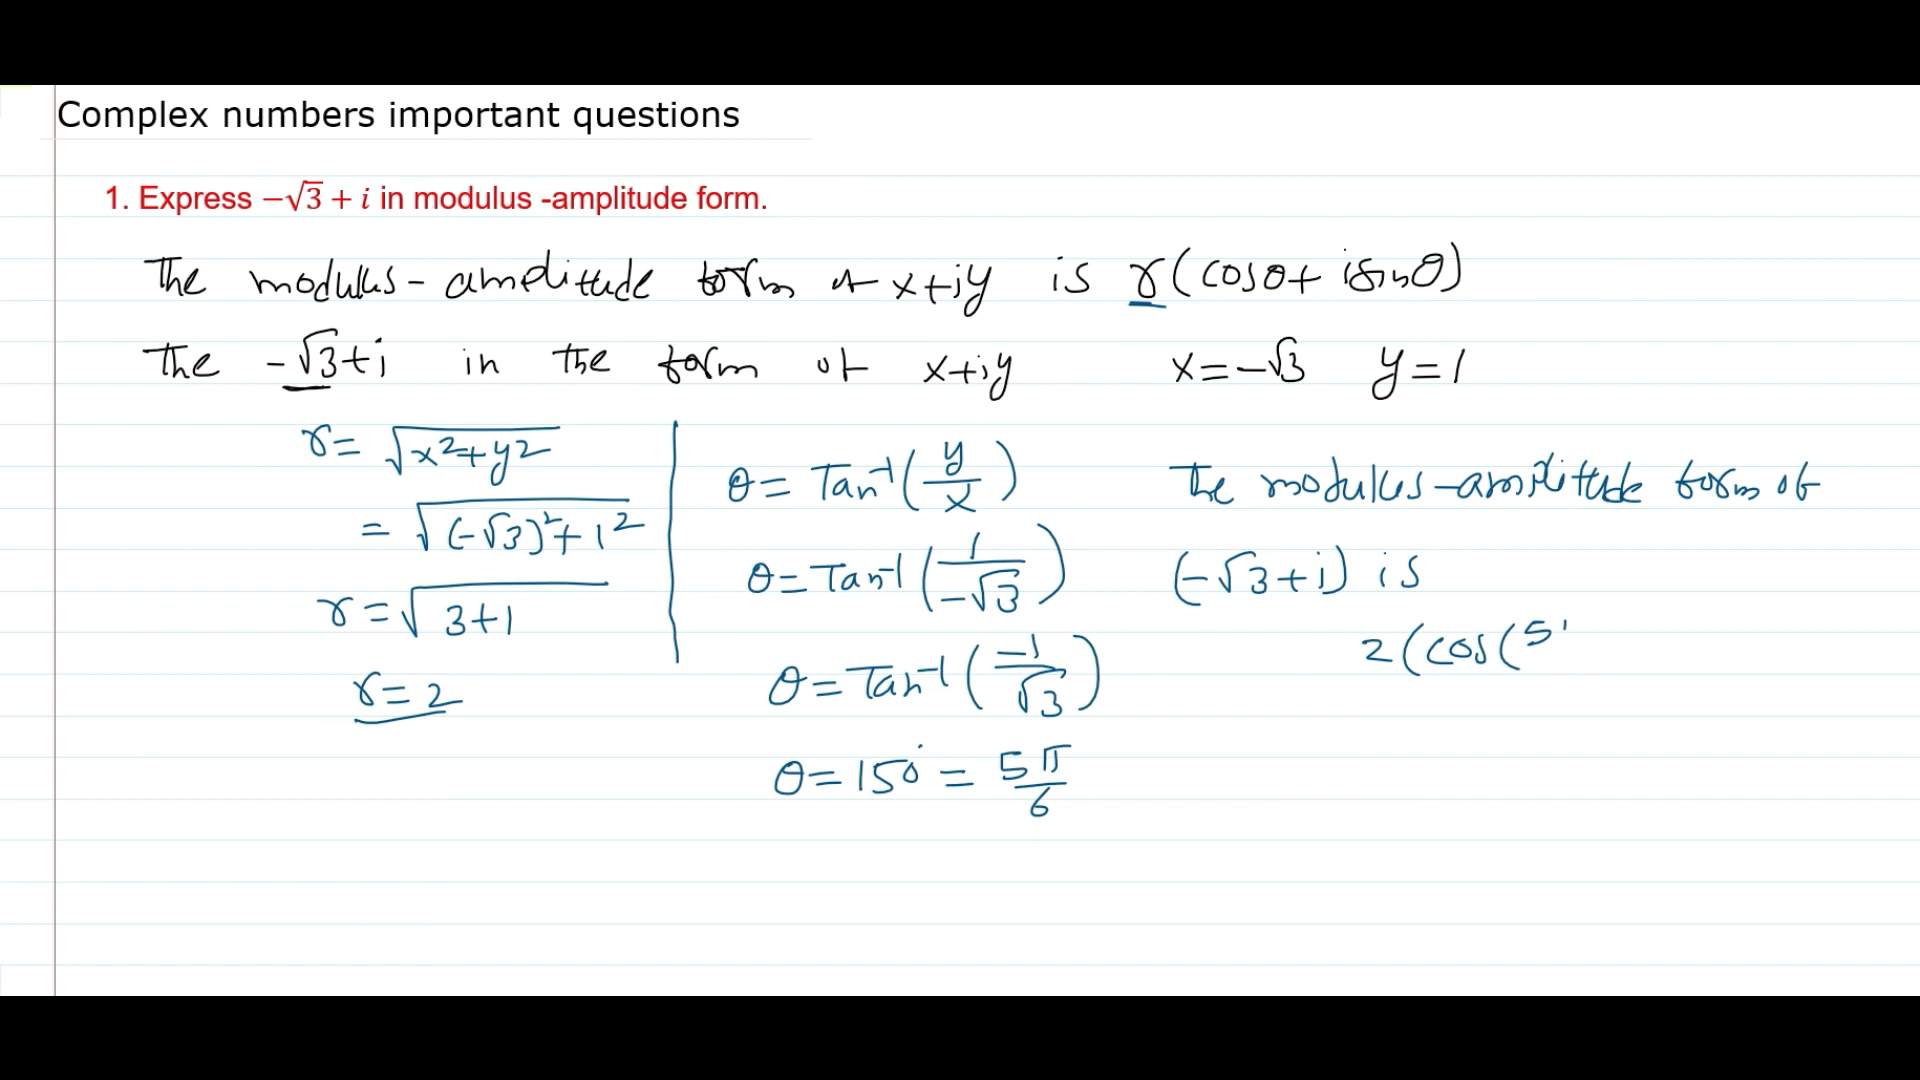 Complex numbers important questions
1. Express −√3 + i in modulus -amplitude form.
The modulus - amplitude form of x+iy is r(cosθ+ isinθ)
The -√3+i in the form of x+iy x=-√3 y=1
r= √x²+y²
= √(-√3)²+1²
r=√3+1
r=2
θ= Tan⁻¹(y/x)
θ=Tan⁻¹(1/-√3)
θ=Tan⁻¹(-1/√3)
θ=150° = 5π/6
The modulus-amplitude form of
(-√3+i) is
2(cos(5